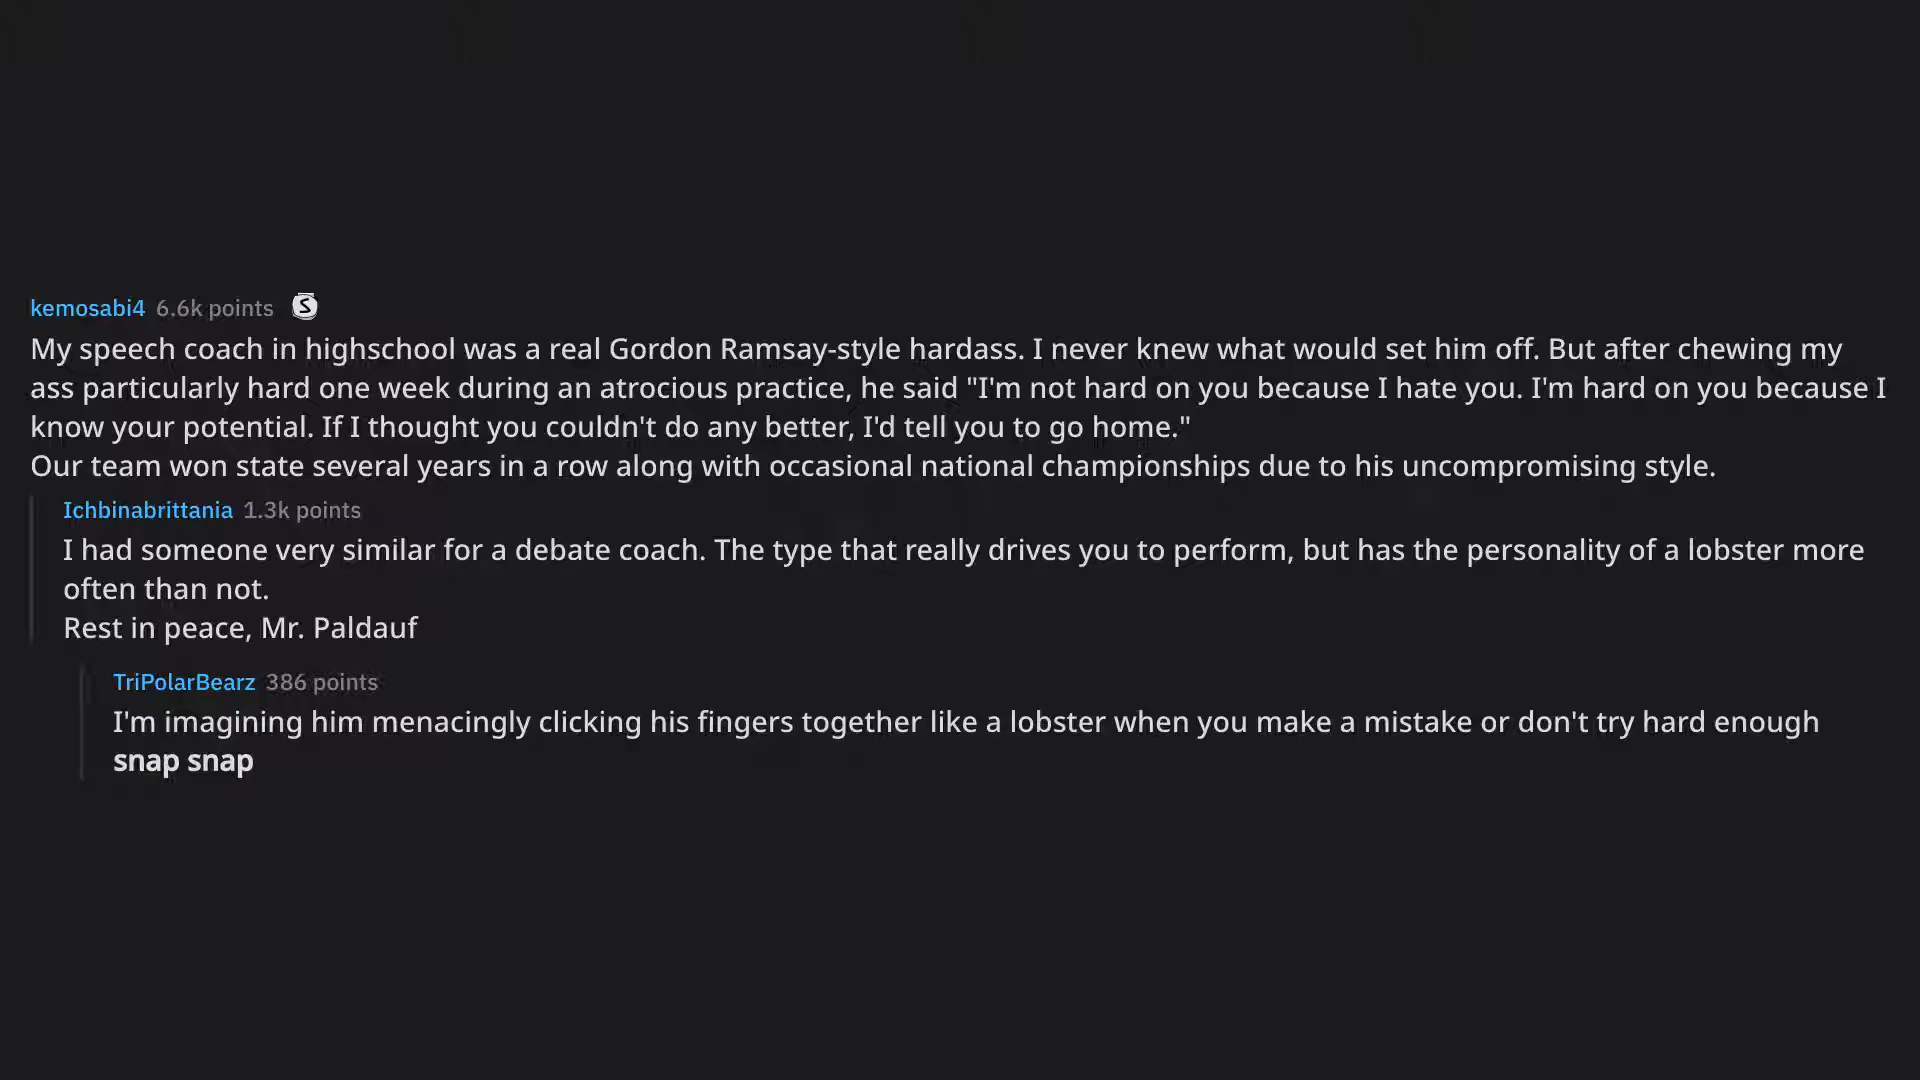 kemosabi4 6.6k points S
My speech coach in highschool was a real Gordon Ramsay-style hardass. I never knew what would set him off. But after chewing my
ass particularly hard one week during an atrocious practice, he said "I'm not hard on you because I hate you. I'm hard on you because I
know your potential. If I thought you couldn't do any better, I'd tell you to go home."
Our team won state several years in a row along with occasional national championships due to his uncompromising style.
Ichbinabrittania 1.3k points
I had someone very similar for a debate coach. The type that really drives you to perform, but has the personality of a lobster more
often than not.
Rest in peace, Mr. Paldauf
TriPolarBearz 386 points
I'm imagining him menacingly clicking his fingers together like a lobster when you make a mistake or don't try hard enough
snap snap